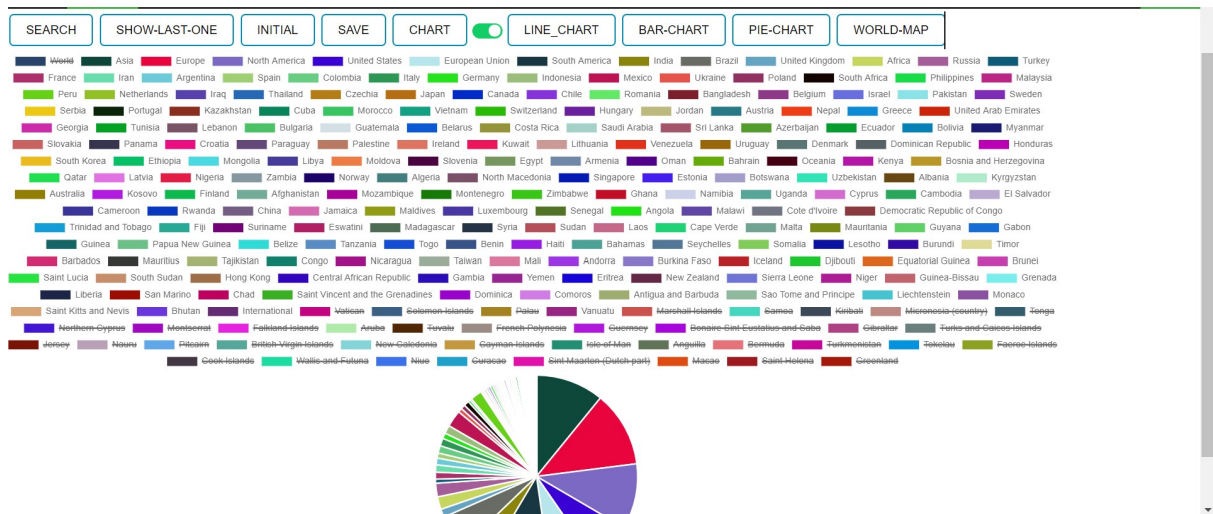 SEARCH SHOW-LAST-ONE INITIAL SAVE CHART LINE_CHART BAR-CHART PIE-CHART WORLD-MAP
World Asia Europe North America United States European Union South America India Brazil United Kingdom Africa Russia Turkey
France Iran Argentina Spain Colombia Italy Germany Indonesia Mexico Ukraine Poland South Africa Philippines Malaysia
Peru Netherlands Iraq Thailand Czechia Japan Canada Chile Romania Bangladesh Belgium Israel Pakistan Sweden
Serbia Portugal Kazakhstan Cuba Morocco Vietnam Switzerland Hungary Jordan Austria Nepal Greece United Arab Emirates
Georgia Tunisia Lebanon Bulgaria Guatemala Belarus Costa Rica Saudi Arabia Sri Lanka Azerbaijan Ecuador Bolivia Myanmar
Slovakia Panama Croatia Paraguay Palestine Ireland Kuwait Lithuania Venezuela Uruguay Denmark Dominican Republic Honduras
South Korea Ethiopia Mongolia Libya Moldova Slovenia Egypt Armenia Oman Bahrain Oceania Kenya Bosnia and Herzegovina
Qatar Latvia Nigeria Zambia Norway Algeria North Macedonia Singapore Estonia Botswana Uzbekistan Albania Kyrgyzstan
Australia Kosovo Finland Afghanistan Mozambique Montenegro Zimbabwe Ghana Namibia Uganda Cyprus Cambodia El Salvador
Cameroon Rwanda China Jamaica Maldives Luxembourg Senegal Angola Malawi Cote d'Ivoire Democratic Republic of Congo
Trinidad and Tobago Fiji Suriname Eswatini Madagascar Syria Sudan Laos Cape Verde Malta Mauritania Guyana Gabon
Guinea Papua New Guinea Belize Tanzania Togo Benin Haiti Bahamas Seychelles Somalia Lesotho Burundi Timor
Barbados Mauritius Tajikistan Congo Nicaragua Taiwan Mali Andorra Burkina Faso Iceland Djibouti Equatorial Guinea Brunei
Saint Lucia South Sudan Hong Kong Central African Republic Gambia Yemen Eritrea New Zealand Sierra Leone Niger Guinea-Bissau Grenada
Liberia San Marino Chad Saint Vincent and the Grenadines Dominica Comoros Antigua and Barbuda Sao Tome and Principe Liechtenstein Monaco
Saint Kitts and Nevis Bhutan International Vatican Solomon Islands Palau Vanuatu Marshall Islands Samoa Kiribati Micronesia (country) Tonga
Northern Cyprus Montserrat Falkland Islands Aruba Tuvalu French Polynesia Guernsey Bonaire Sint Eustatius and Saba Gibraltar Turks and Caicos Islands
Jersey Nauru Pitcairn British Virgin Islands New Caledonia Cayman Islands Isle of Man Anguilla Bermuda Turkmenistan Tokelau Faeroe Islands
Cook Islands Wallis and Futuna Niue Curacao Sint Maarten (Dutch part) Macao Saint Helena Greenland